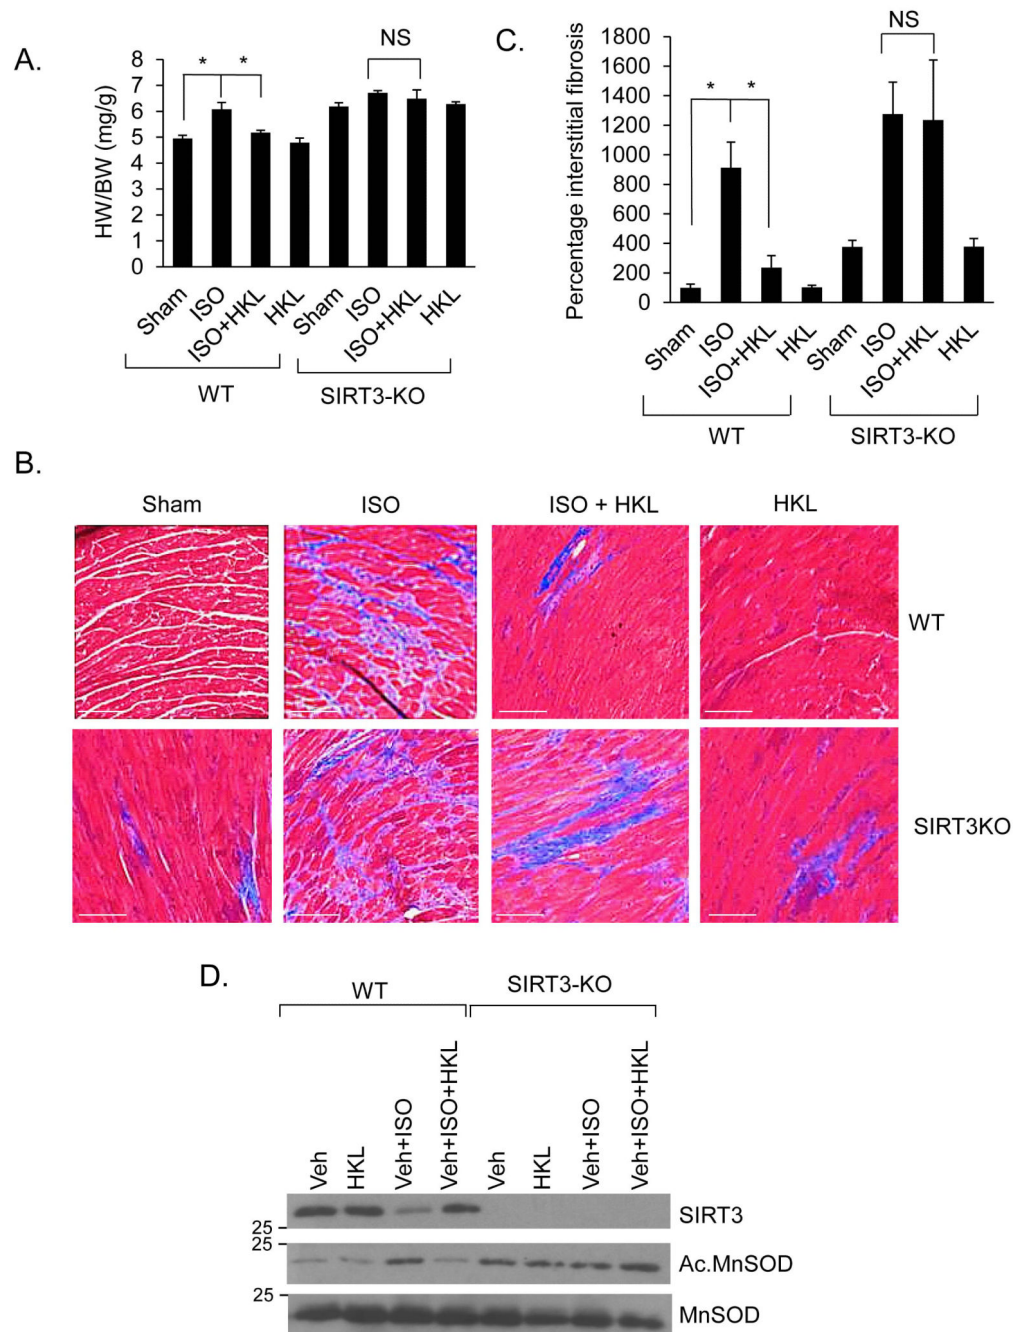 A.
HW/BW (mg/g)
8
7
6
5
4
3
2
1
0
* *
NS
Sham
ISO
ISO+HKL
HKL
Sham
ISO
ISO+HKL
HKL
WT
SIRT3-KO
C.
Percentage interstitial fibrosis
1800
1600
1400
1200
1000
800
600
400
200
0
* *
NS
Sham
ISO
ISO+HKL
HKL
Sham
ISO
ISO+HKL
HKL
WT
SIRT3-KO
B.
Sham ISO ISO + HKL HKL
WT
SIRT3KO
D.
WT SIRT3-KO
Veh
HKL
Veh+ISO
Veh+ISO+HKL
Veh
HKL
Veh+ISO
Veh+ISO+HKL
25
SIRT3
25
Ac.MnSOD
25
MnSOD